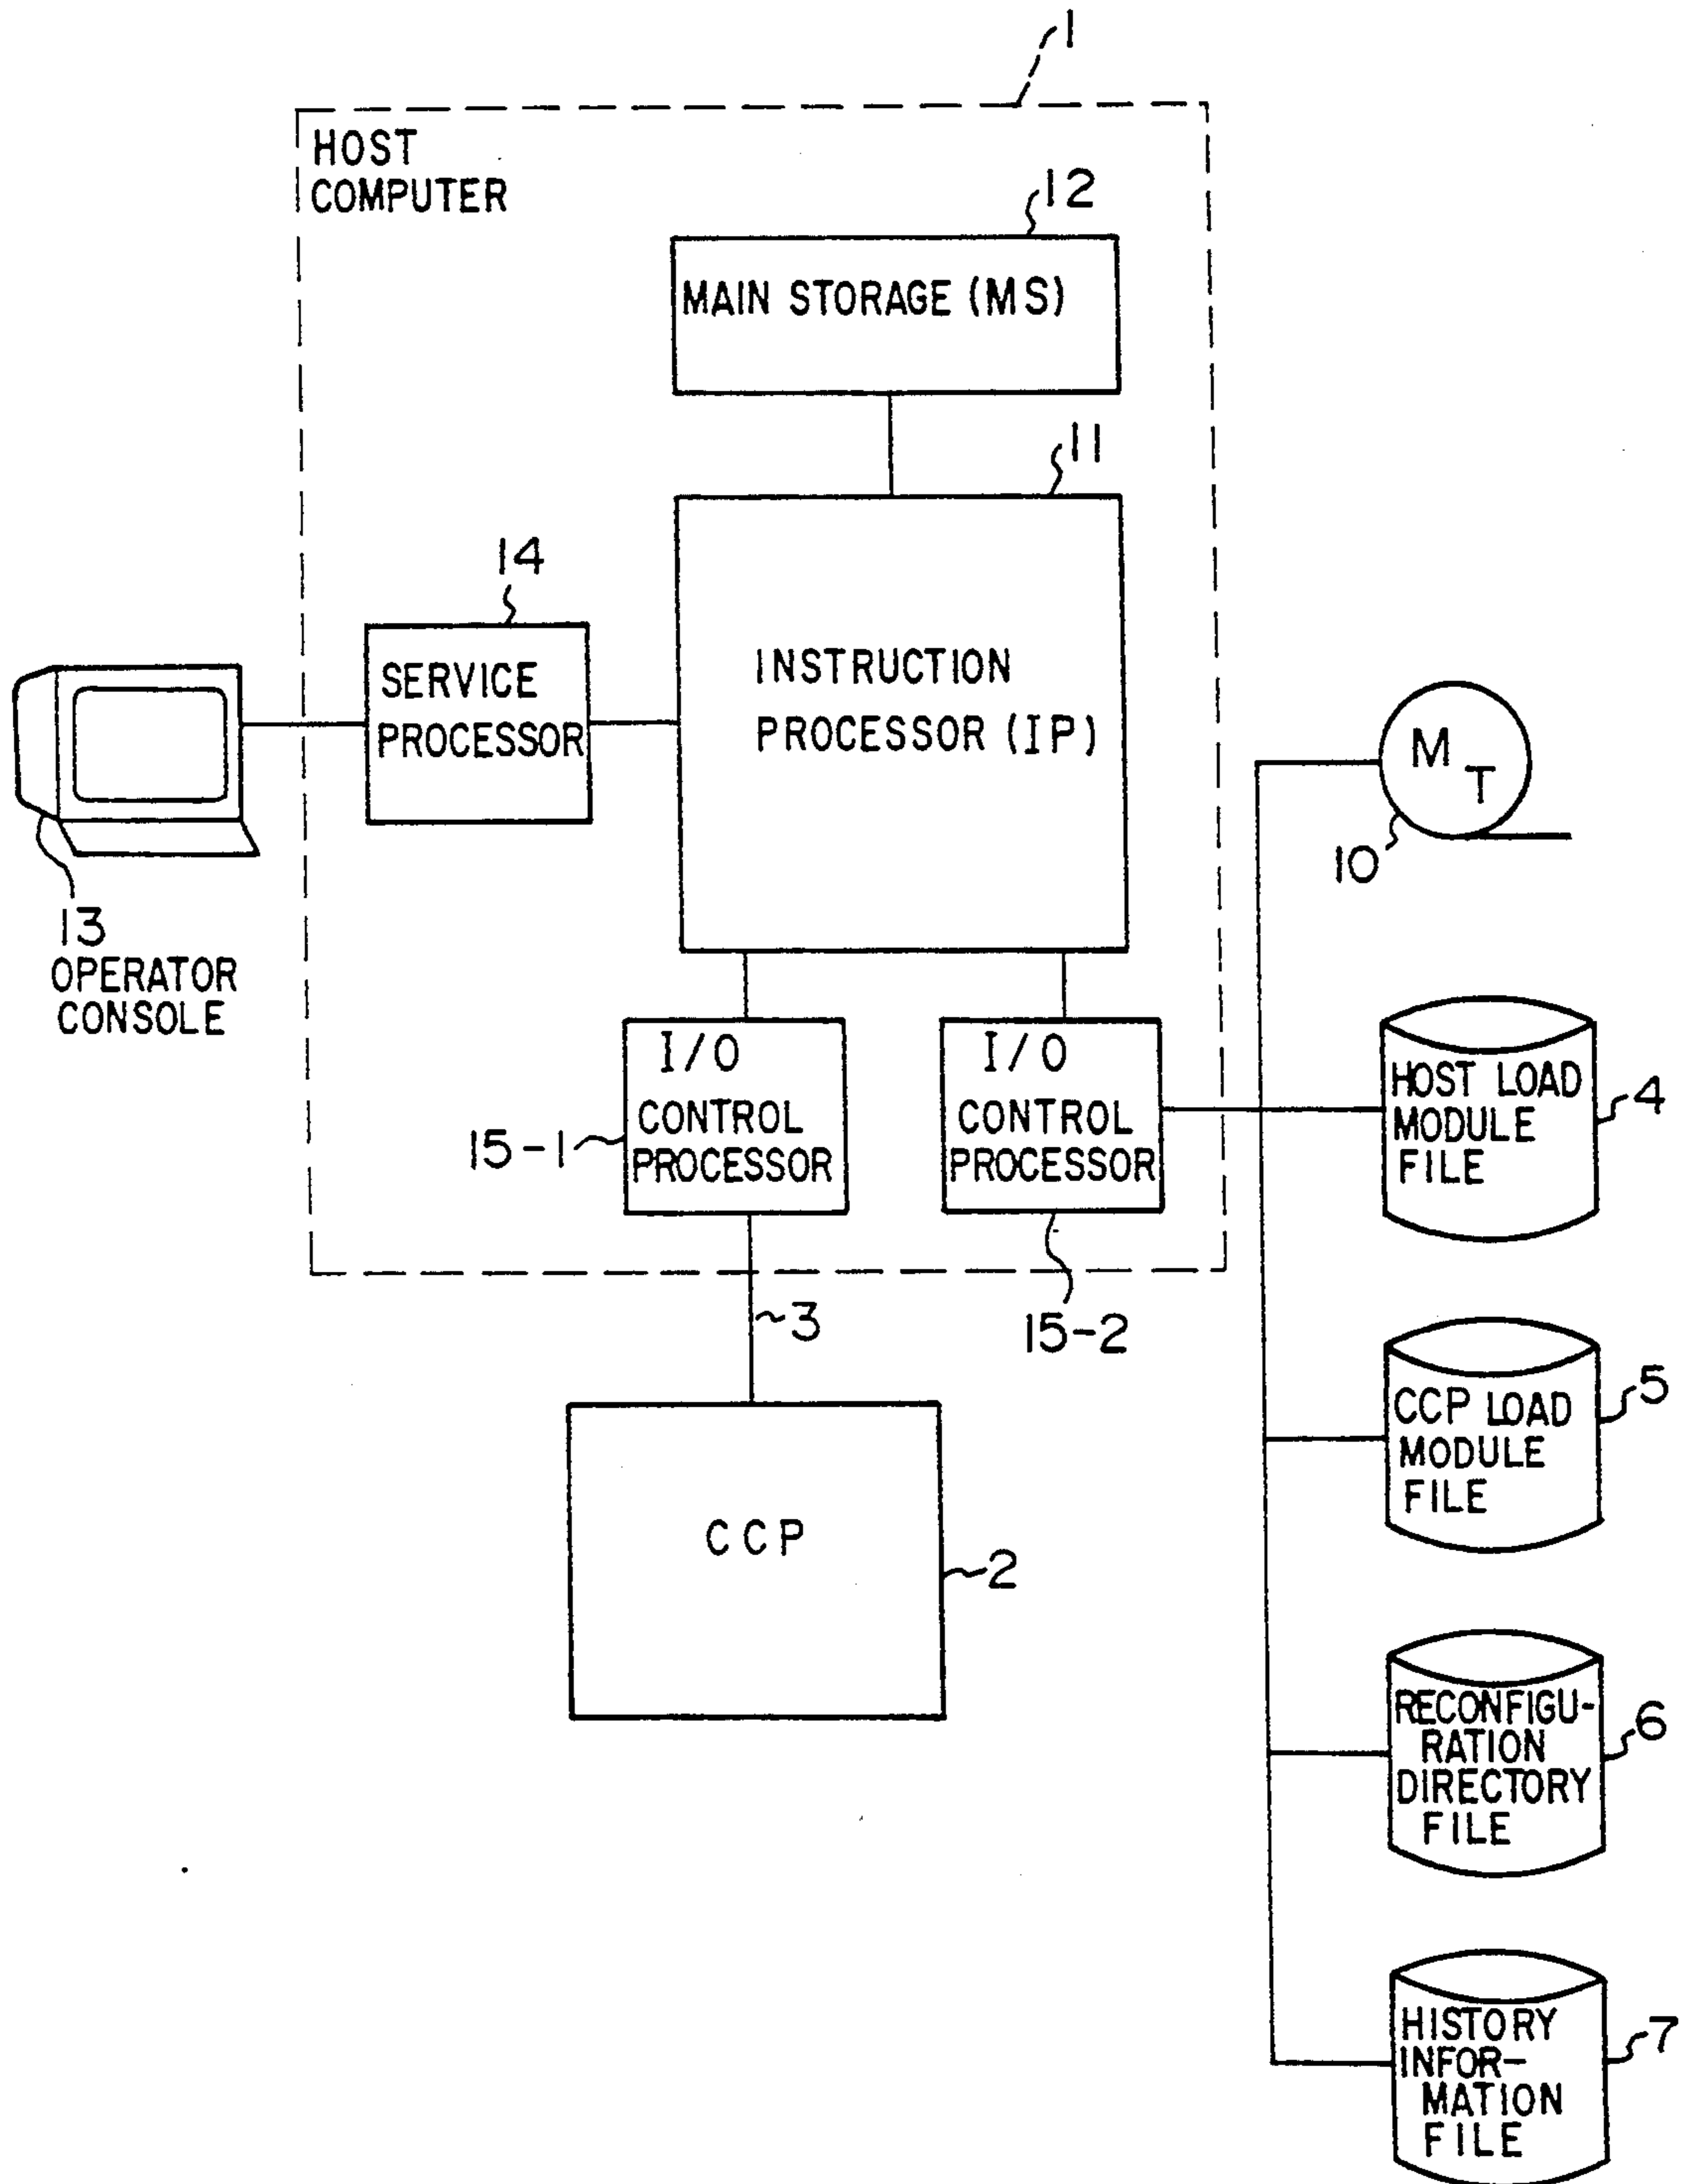 1
HOST
COMPUTER
12
MAIN STORAGE (MS)
11
14
SERVICE
PROCESSOR
INSTRUCTION
PROCESSOR (IP)
M
T
10
13
OPERATOR
CONSOLE
I/O
CONTROL
PROCESSOR
15-1
I/O
CONTROL
PROCESSOR
15-2
HOST LOAD
MODULE
FILE
4
3
CCP LOAD
MODULE
FILE
5
CCP
2
RECONFIGU-
RATION
DIRECTORY
FILE
6
HISTORY
INFOR-
MATION
FILE
7